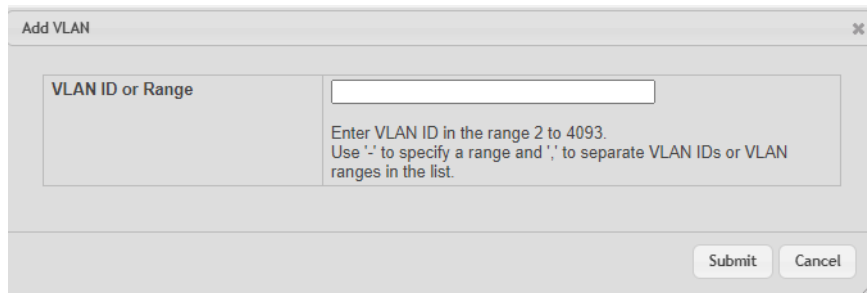 Add VLAN
VLAN ID or Range
Enter VLAN ID in the range 2 to 4093.
Use '-' to specify a range and ',' to separate VLAN IDs or VLAN
ranges in the list.
Submit Cancel